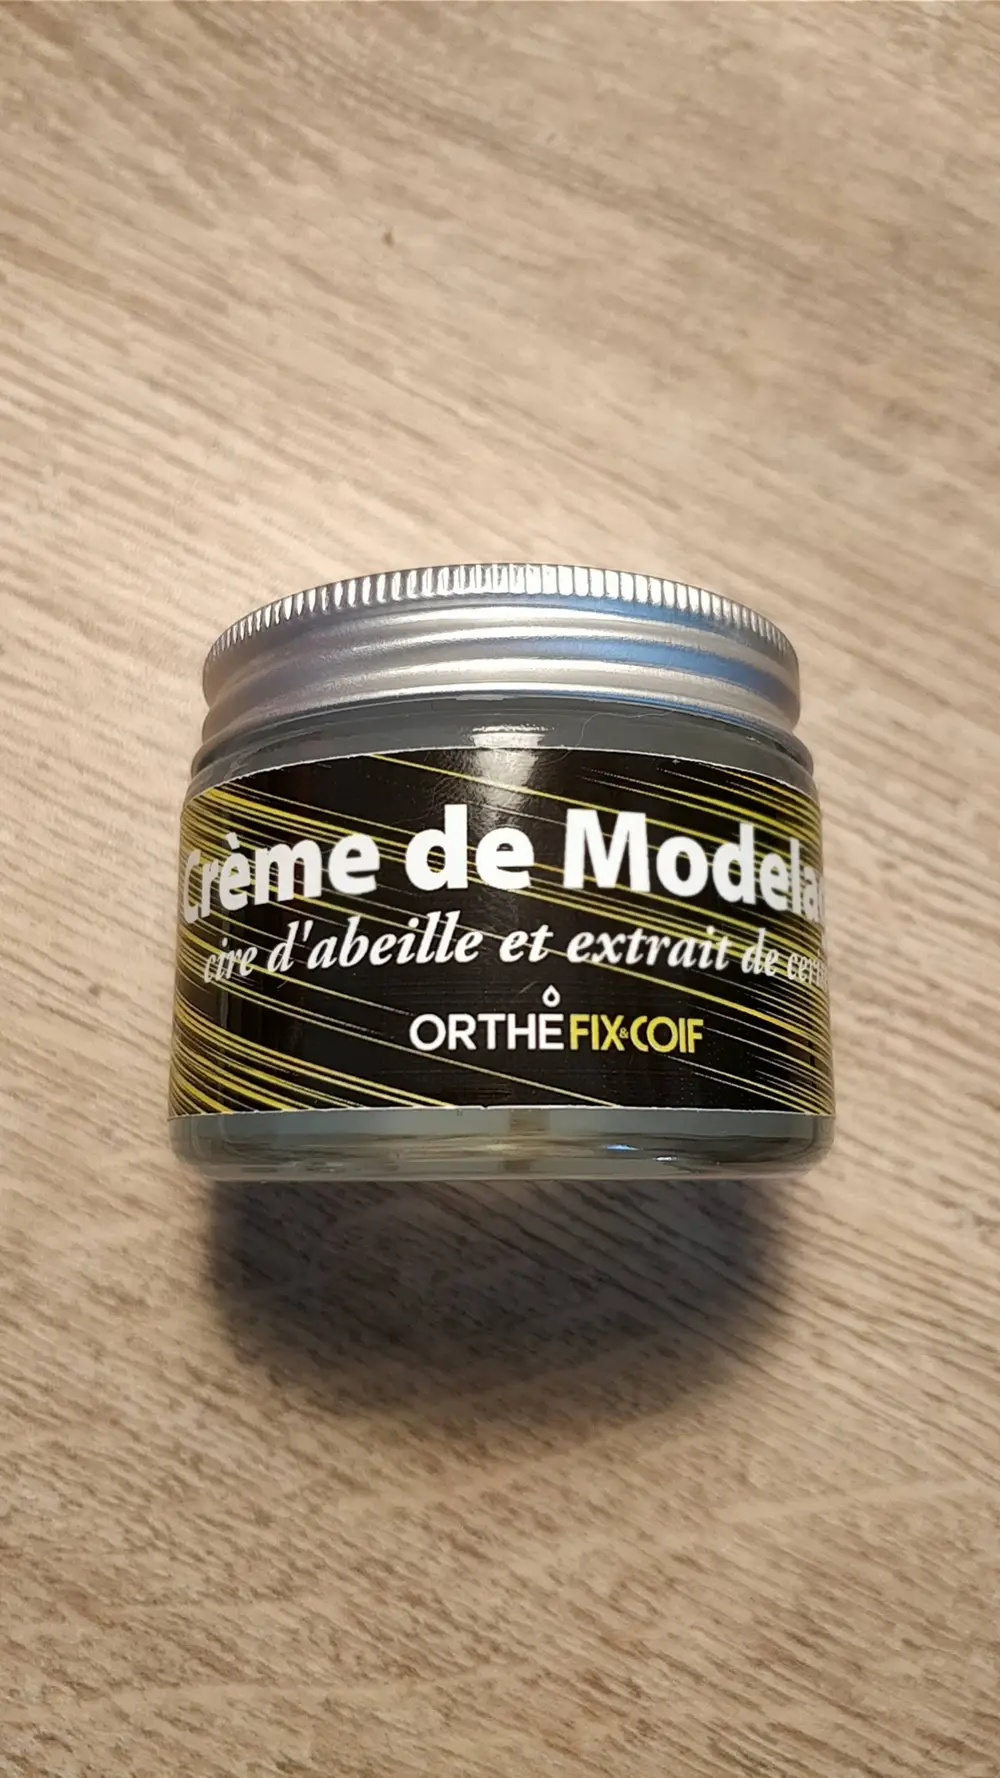 Crème de Modela
cire d'abeille et extrait de
ORTHÉ FIX&COIF